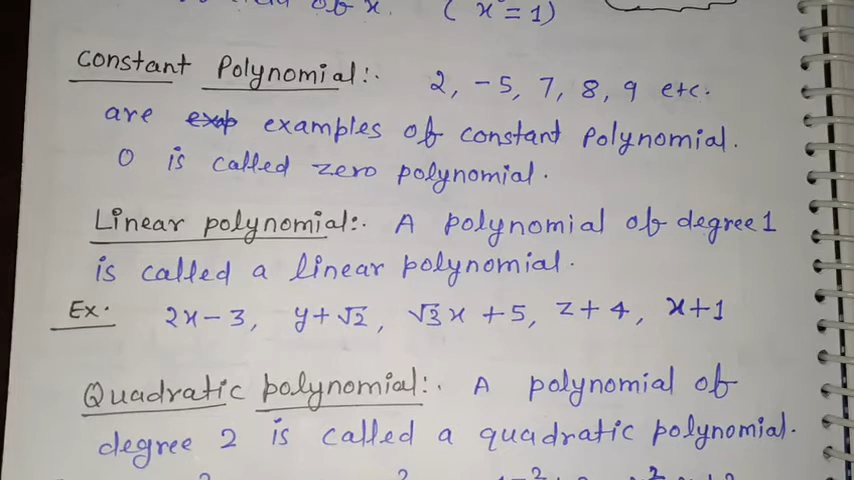 of x. (x = 1)
Constant Polynomial:. 2, -5, 7, 8, 9 etc.
are exap examples of constant Polynomial.
0 is called zero polynomial.
Linear polynomial:. A polynomial of degree 1
is called a linear polynomial.
Ex. 2x - 3, y + √2, √3x + 5, z + 4, x + 1
Quadratic polynomial:. A polynomial of
degree 2 is called a quadratic polynomial.